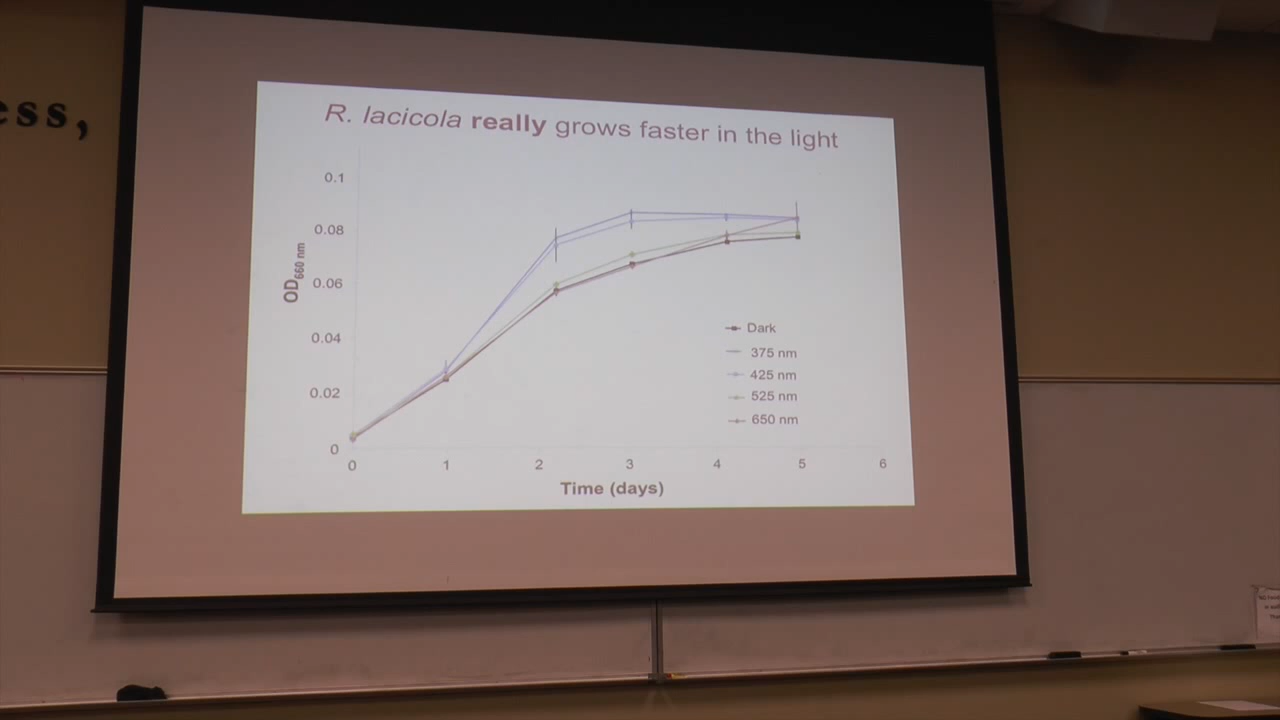 ess,
R. lacicola really grows faster in the light
0.1
0.08
0.06
0.04
0.02
0
OD660 nm
0 1 2 3 4 5 6
Time (days)
Dark
375 nm
425 nm
525 nm
650 nm